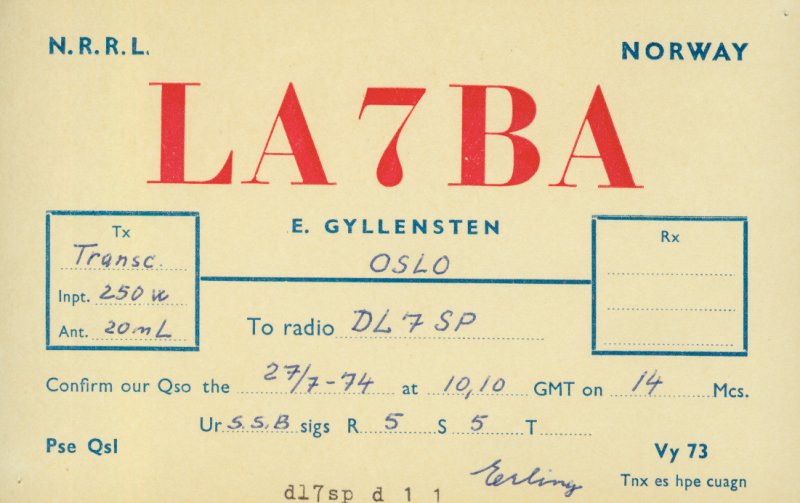 N.R.R.L. NORWAY
LA7BA
E. GYLLENSTEN
OSLO
Tx
Transc.
Inpt. 250 w
Ant. 20 m L
Rx
To radio DL7SP
Confirm our Qso the 27/7-74 at 10,10 GMT on 14 Mcs.
Ur S.S.B sigs R 5 S 5 T
Pse Qsl Vy 73
Erling Tnx es hpe cuagn
dl7sp d 1 1